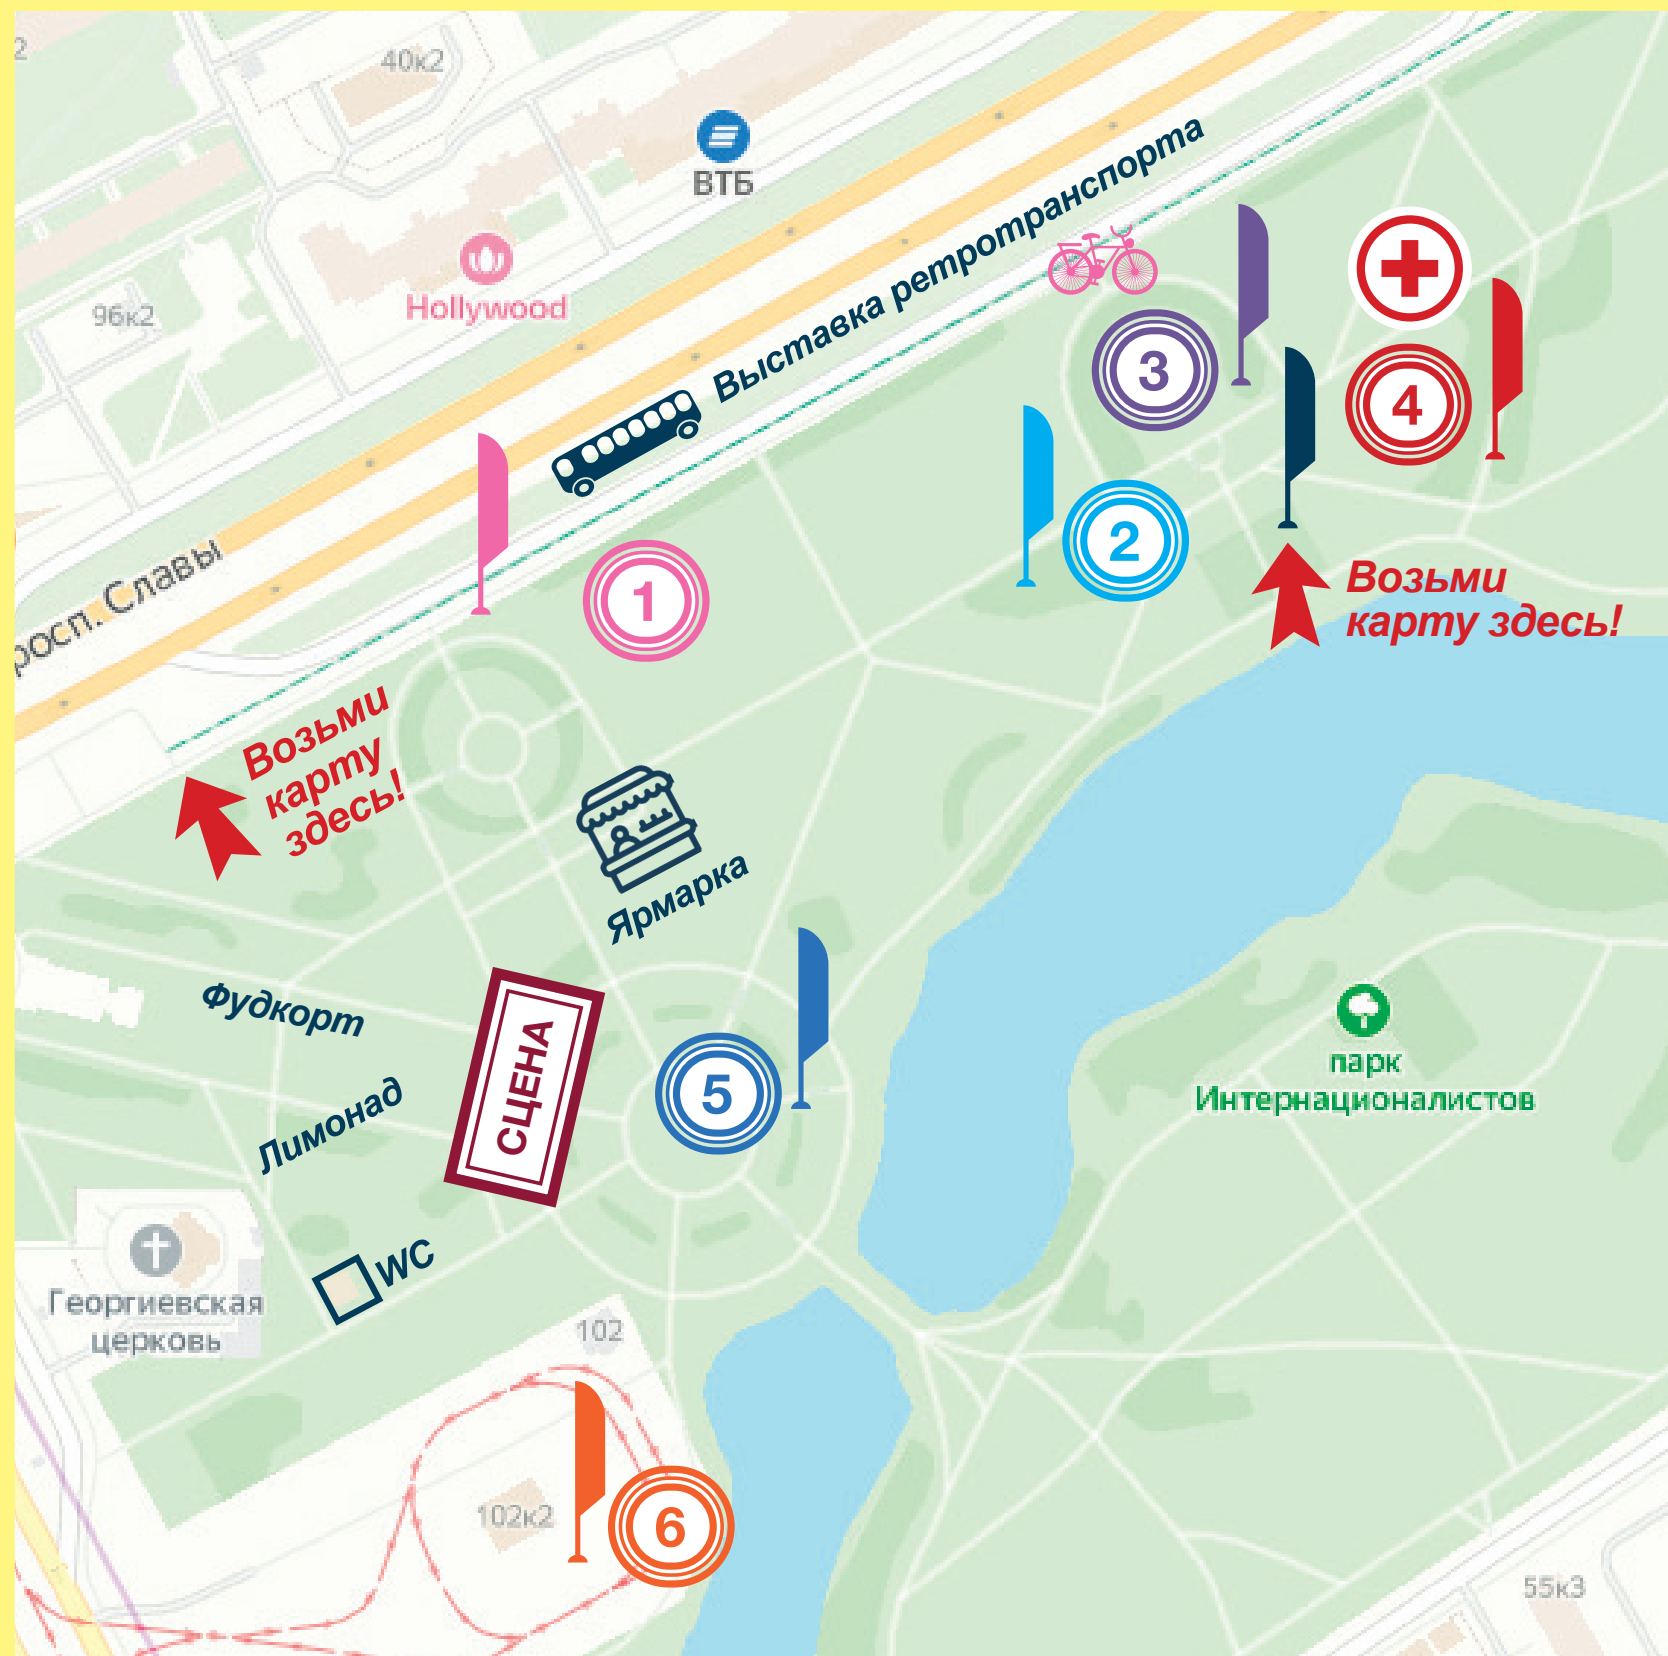 2
40к2
ВТБ
Выставка ретротранспорта
Hollywood
96к2
3
4
1
2
росп. Славы
Возьми
карту здесь!
Возьми
карту
здесь!
Ярмарка
Фудкорт
СЦЕНА
5
Лимонад
парк
Интернационалистов
WC
Георгиевская
церковь
102
102к2
6
55к3